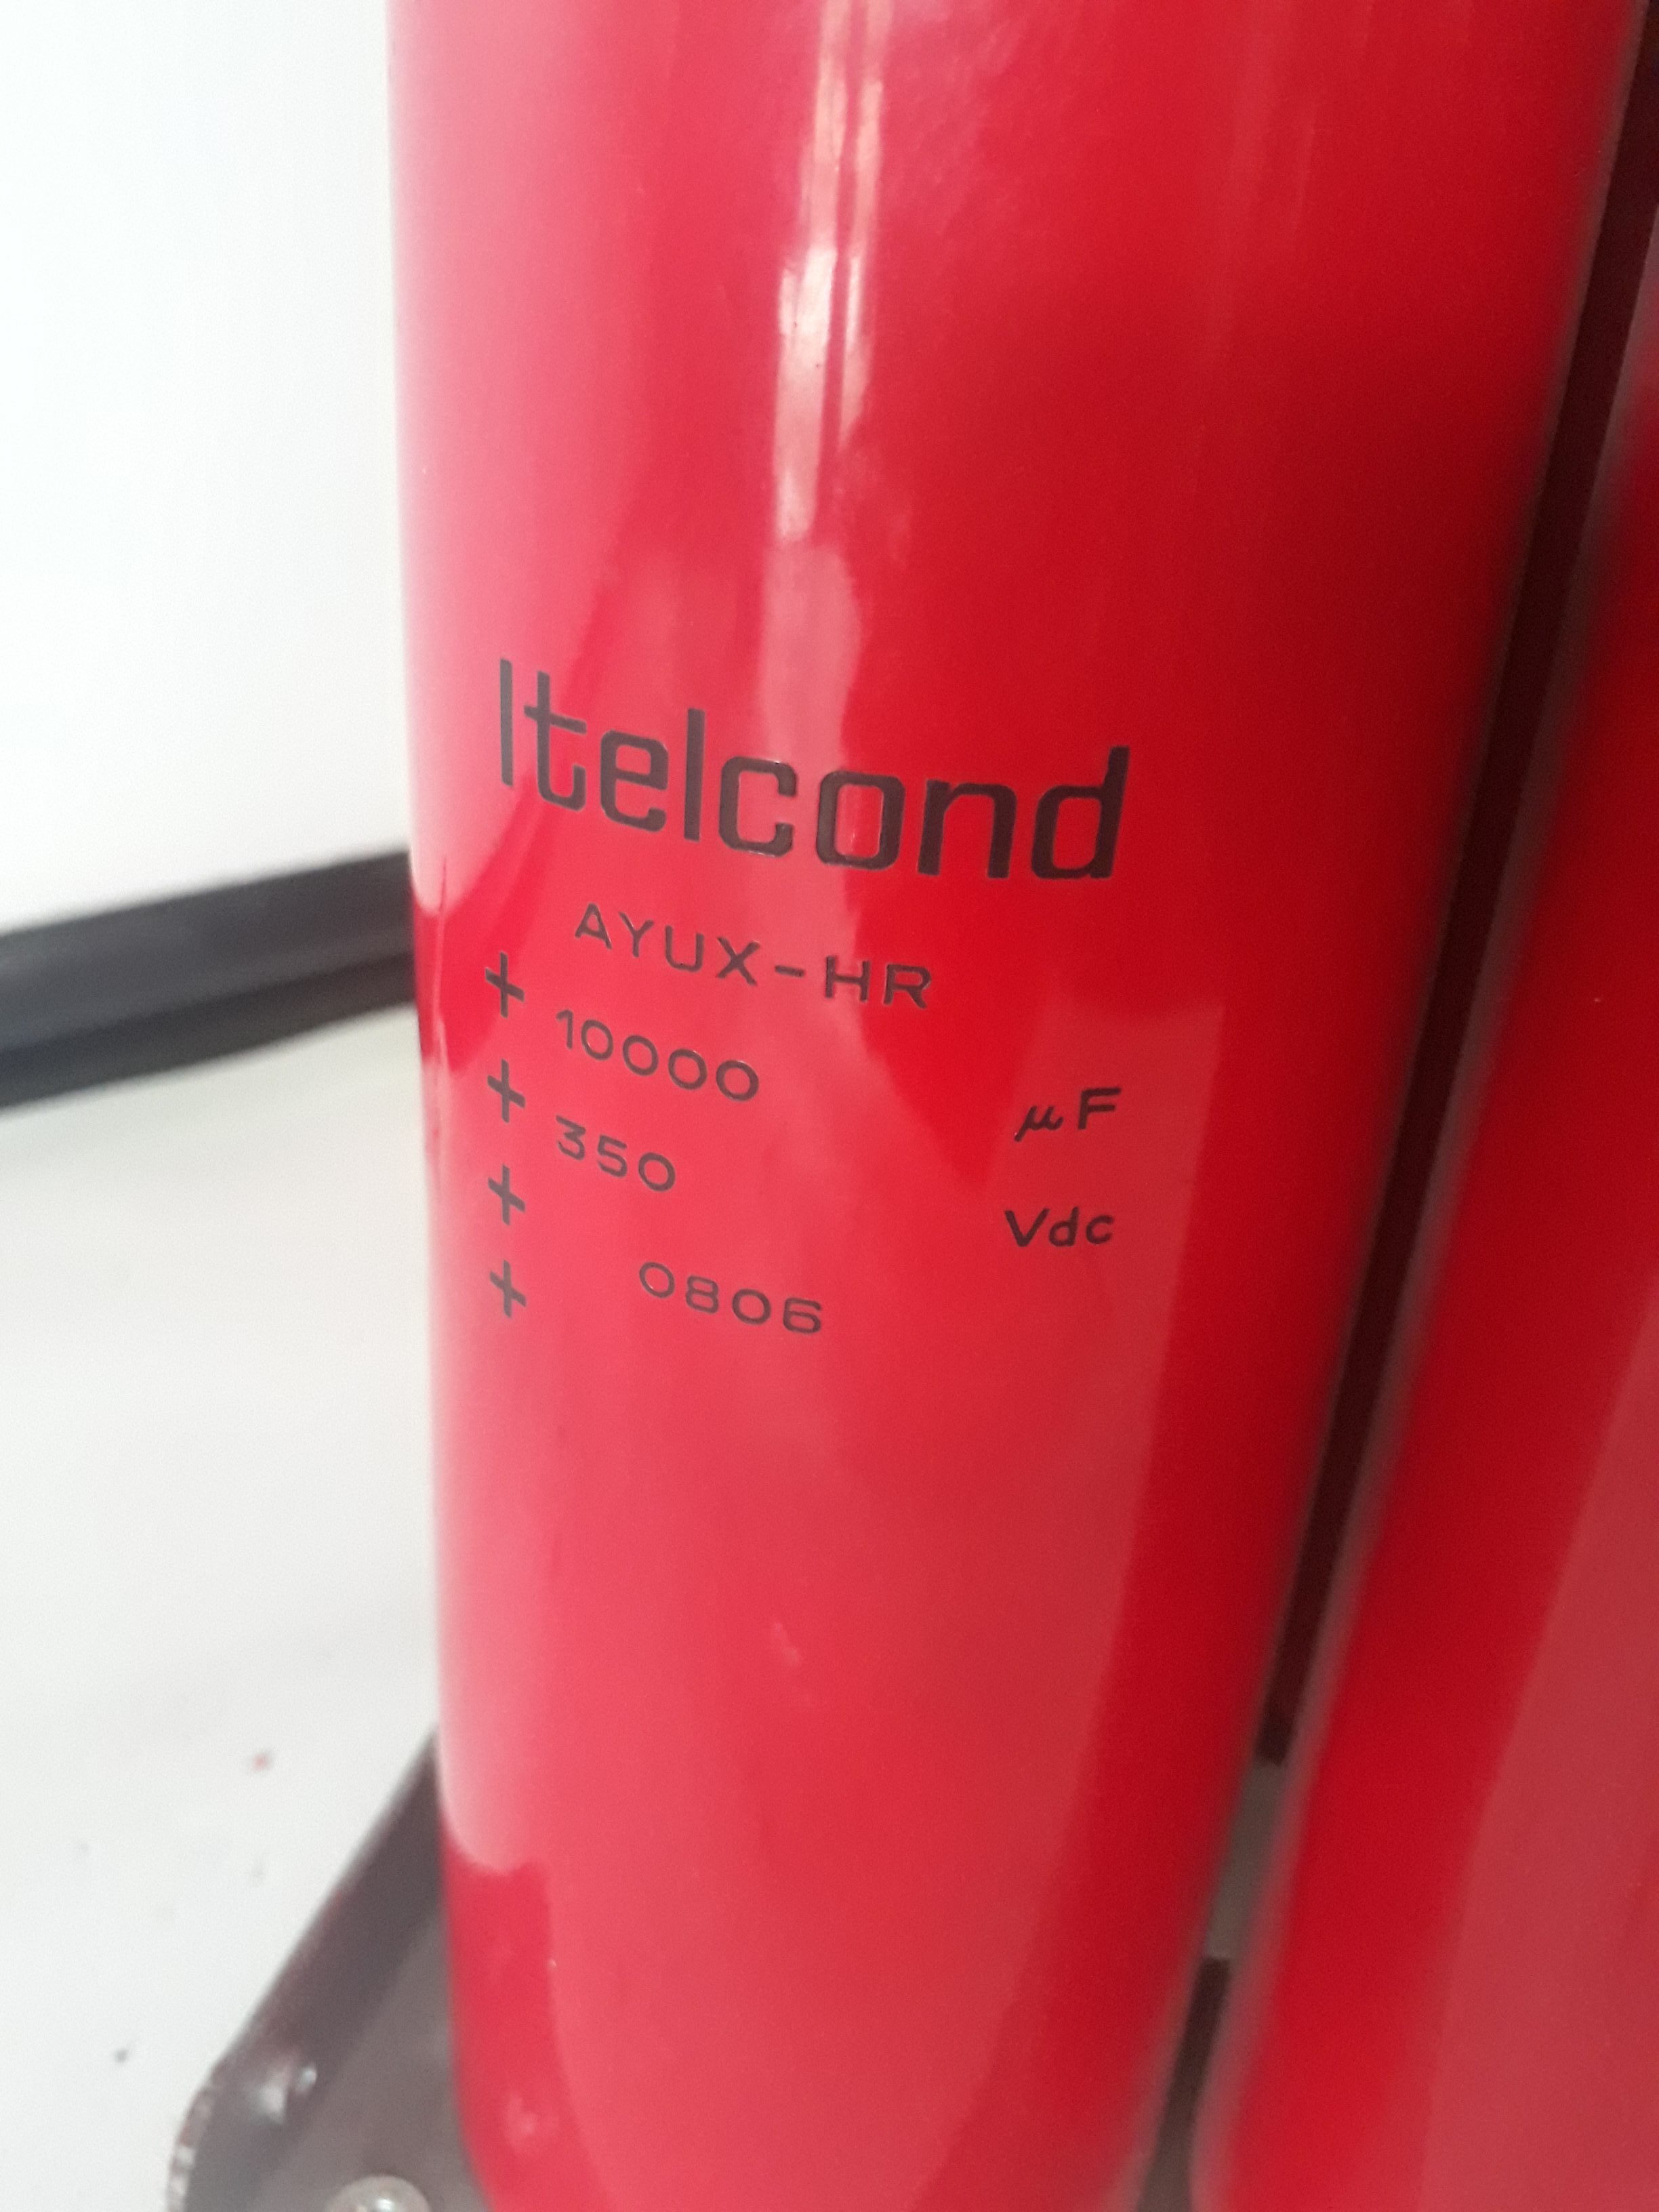 Itelcond
AYUX-HR
+ 10000 µF
+ 350 Vdc
+
+ 0806